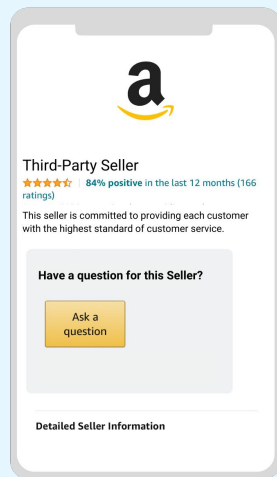 a
Third-Party Seller
84% positive in the last 12 months (166
ratings)
This seller is committed to providing each customer
with the highest standard of customer service.
Have a question for this Seller?
Ask a
question
Detailed Seller Information